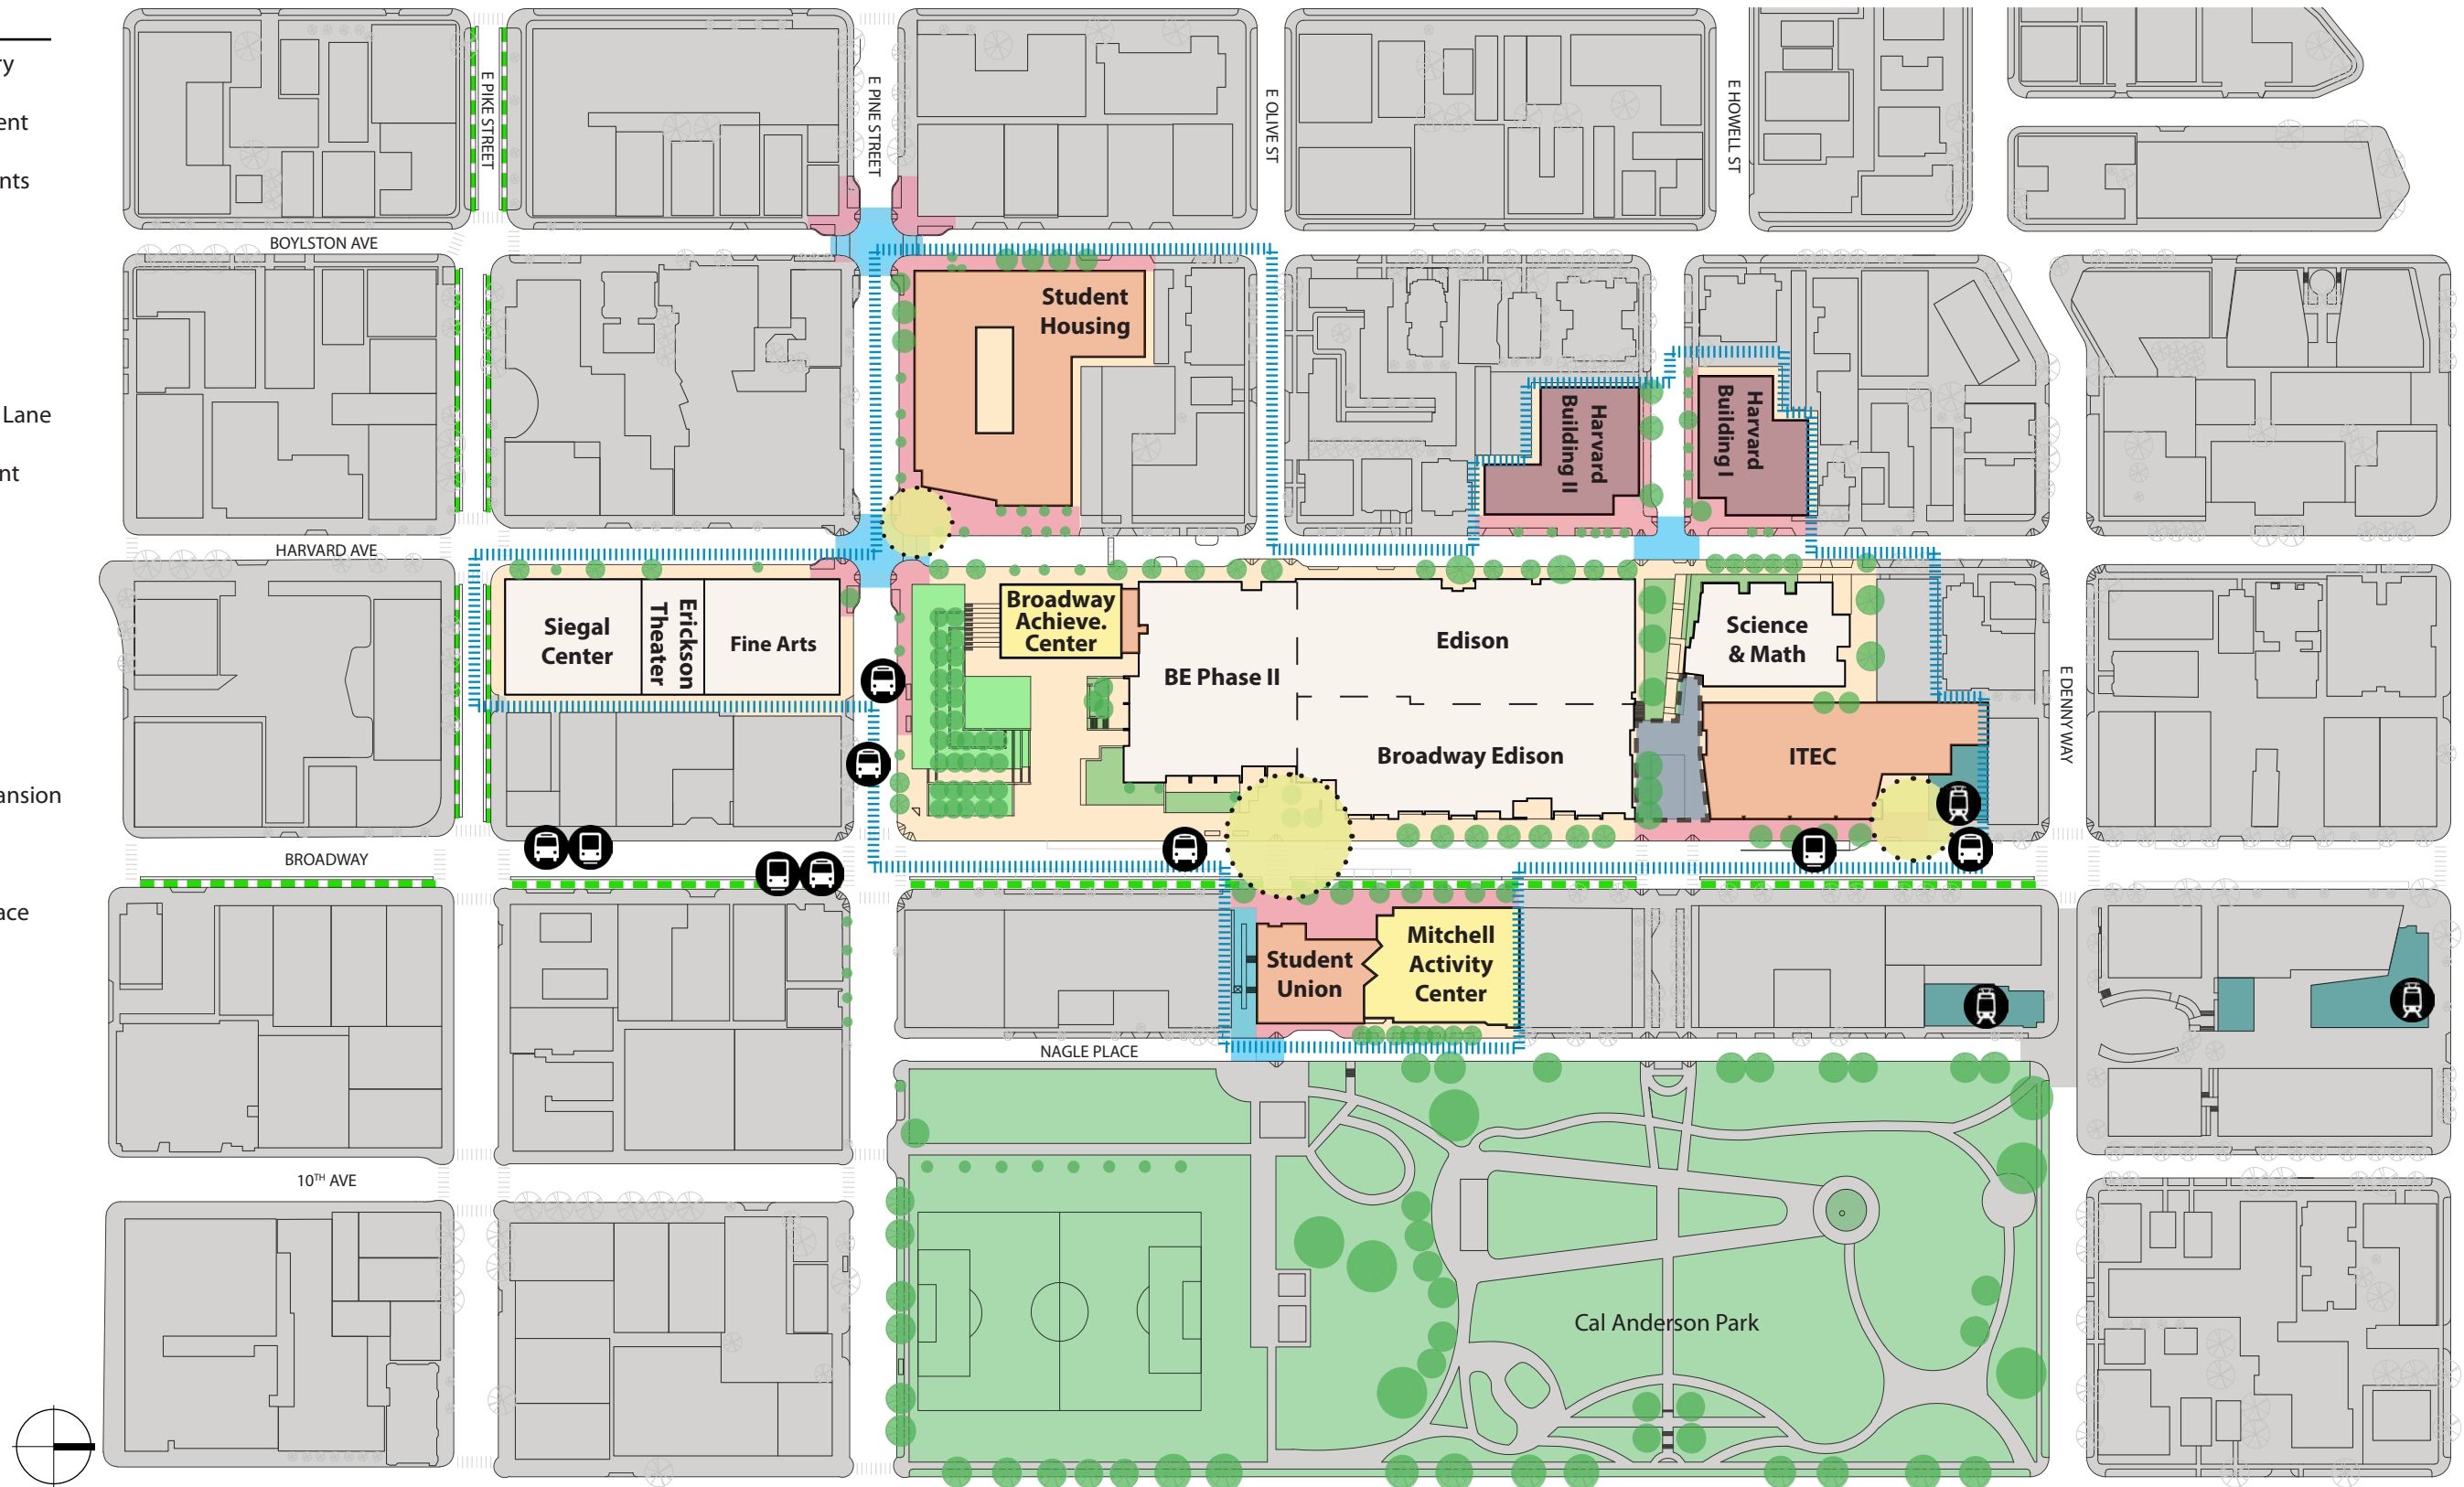 ry
ent
nts
Lane
nt
ansion
ace
E PIKE STREET
E PINE STREET
E OLIVE ST
E HOWELL ST
BOYLSTON AVE
Student
Housing
Harvard
Building II
Harvard
Building I
HARVARD AVE
Siegal
Center
Erickson
Theater
Fine Arts
Broadway
Achieve.
Center
BE Phase II
Edison
Broadway Edison
Science
& Math
ITEC
E DENNY WAY
BROADWAY
Student
Union
Mitchell
Activity
Center
NAGLE PLACE
10TH AVE
Cal Anderson Park